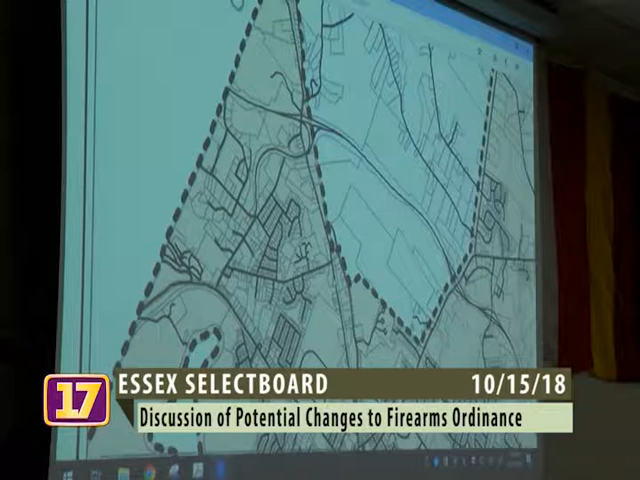 17
ESSEX SELECTBOARD
10/15/18
Discussion of Potential Changes to Firearms Ordinance